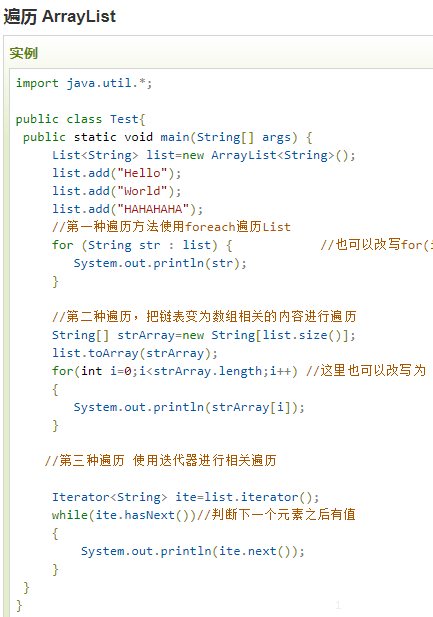 遍历 ArrayList
实例
import java.util.*;
public class Test{
public static void main(String[] args) {
List<String> list=new ArrayList<String>();
list.add("Hello");
list.add("World");
list.add("HAHAHAHA");
//第一种遍历方法使用foreach遍历List
for (String str : list) { //也可以改写for(
System.out.println(str);
}
//第二种遍历，把链表变为数组相关的内容进行遍历
String[] strArray=new String[list.size()];
list.toArray(strArray);
for(int i=0;i<strArray.length;i++) //这里也可以改写为
{
System.out.println(strArray[i]);
}
//第三种遍历 使用迭代器进行相关遍历
Iterator<String> ite=list.iterator();
while(ite.hasNext())//判断下一个元素之后有值
{
System.out.println(ite.next());
}
}
}
1